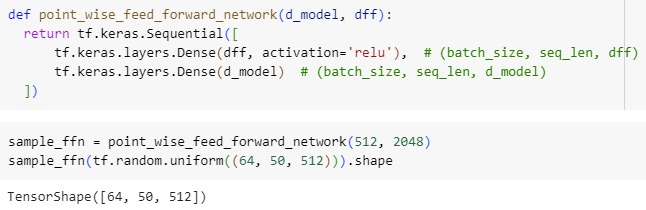 def point_wise_feed_forward_network(d_model, dff):
  return tf.keras.Sequential([
      tf.keras.layers.Dense(dff, activation='relu'),  # (batch_size, seq_len, dff)
      tf.keras.layers.Dense(d_model)  # (batch_size, seq_len, d_model)
  ])
sample_ffn = point_wise_feed_forward_network(512, 2048)
sample_ffn(tf.random.uniform((64, 50, 512))).shape
TensorShape([64, 50, 512])